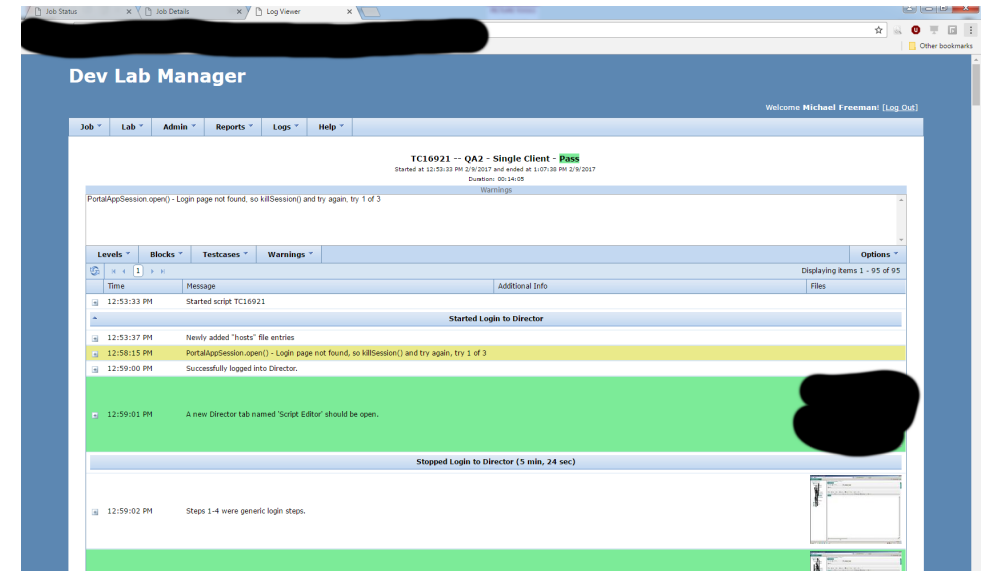 Job Status
Job Details
Log Viewer
Other bookmarks
Dev Lab Manager
Welcome Michael Freeman! [Log Out]
Job Lab Admin Reports Logs Help
TC16921 -- QA2 - Single Client - Pass
Started at 12:53:33 PM 2/9/2017 and ended at 1:07:38 PM 2/9/2017
Duration: 00:14:05
Warnings
PortalAppSession.open() - Login page not found, so killSession() and try again, try 1 of 3
Levels Blocks Testcases Warnings Options
1 Displaying items 1 - 95 of 95
Time Message Additional Info Files
12:53:33 PM Started script TC16921
Started Login to Director
12:53:37 PM Newly added "hosts" file entries
12:58:15 PM PortalAppSession.open() - Login page not found, so killSession() and try again, try 1 of 3
12:59:00 PM Successfully logged into Director.
12:59:01 PM A new Director tab named 'Script Editor' should be open.
Stopped Login to Director (5 min, 24 sec)
12:59:02 PM Steps 1-4 were generic login steps.